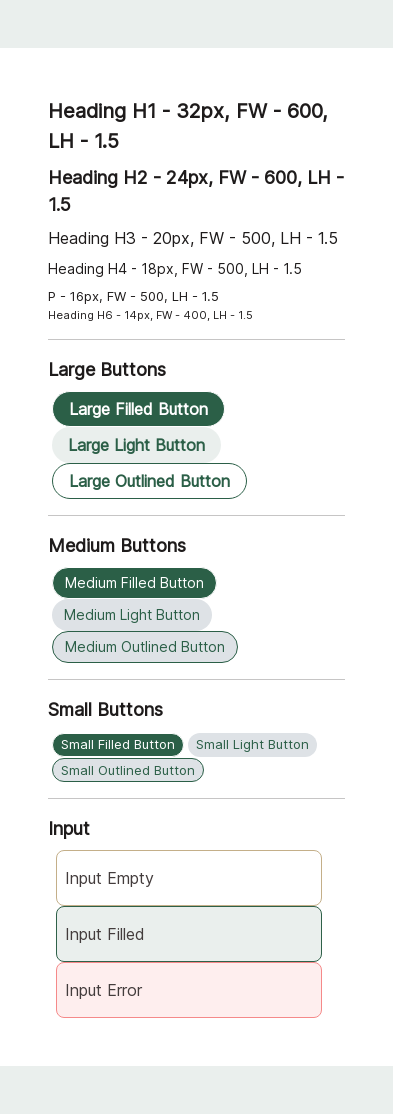 Heading H1 - 32px, FW - 600,
LH - 1.5
Heading H2 - 24px, FW - 600, LH -
1.5
Heading H3 - 20px, FW - 500, LH - 1.5
Heading H4 - 18px, FW - 500, LH - 1.5
P - 16px, FW - 500, LH - 1.5
Heading H6 - 14px, FW - 400, LH - 1.5
Large Buttons
Large Filled Button
Large Light Button
Large Outlined Button
Medium Buttons
Medium Filled Button
Medium Light Button
Medium Outlined Button
Small Buttons
Small Filled Button Small Light Button
Small Outlined Button
Input
Input Empty
Input Filled
Input Error